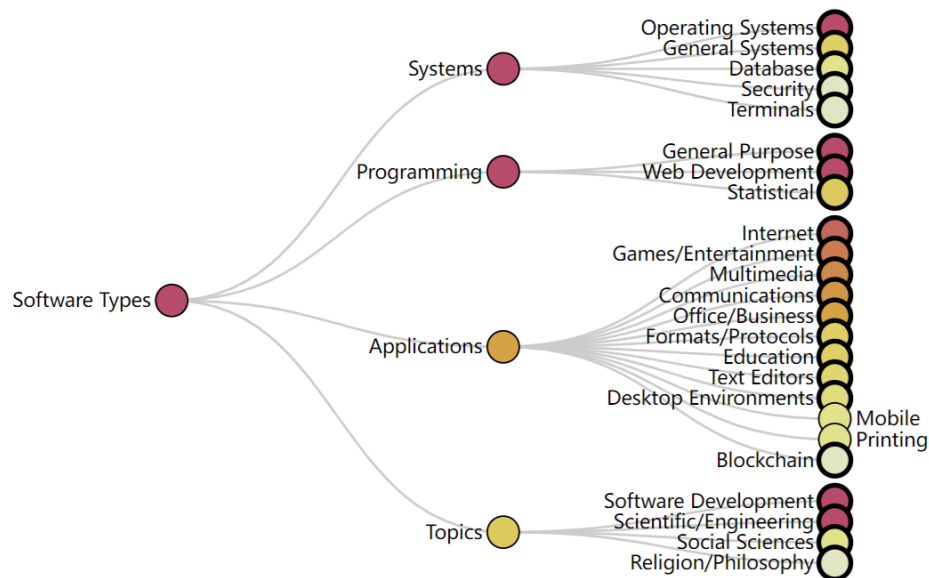 Operating Systems
General Systems
Systems
Database
Security
Terminals
General Purpose
Programming
Web Development
Statistical
Internet
Games/Entertainment
Multimedia
Communications
Software Types
Office/Business
Formats/Protocols
Applications
Education
Text Editors
Desktop Environments
Mobile
Printing
Blockchain
Software Development
Scientific/Engineering
Topics
Social Sciences
Religion/Philosophy